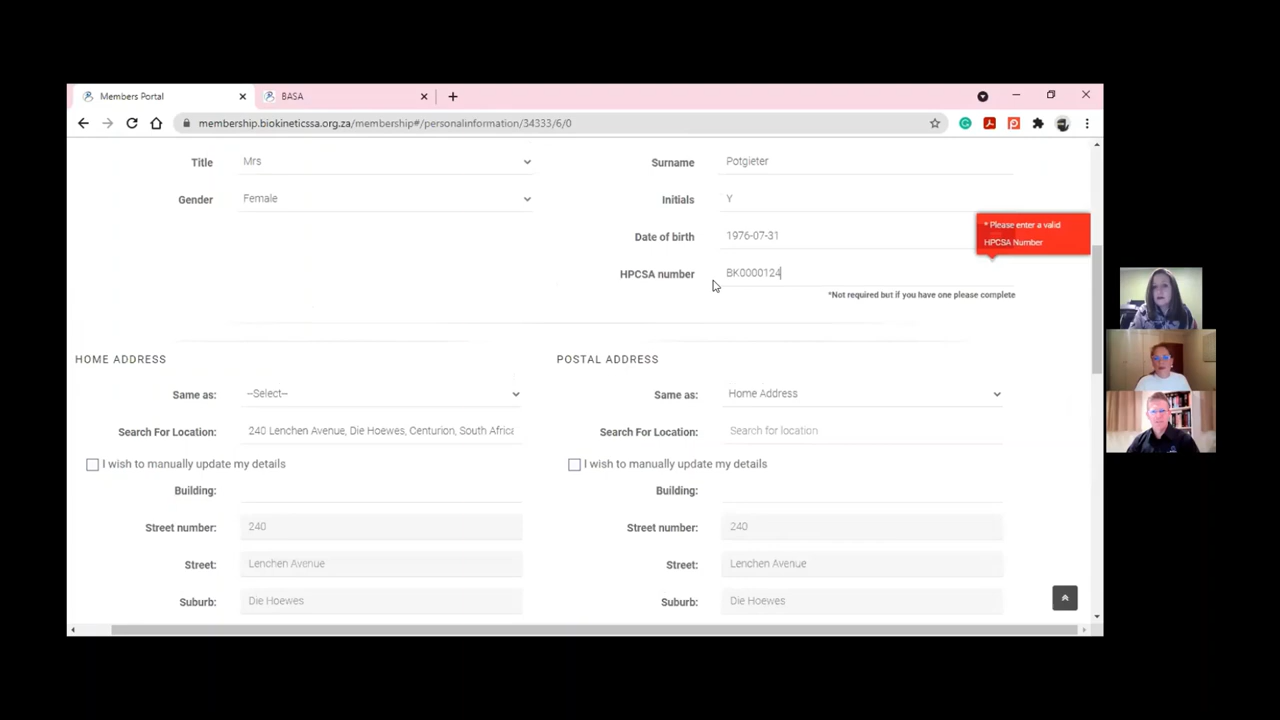 Members Portal
BASA
membership.biokineticssa.org.za/membership#/personalinformation/34333/6/0
Title Mrs Surname Potgieter
Gender Female Initials Y
* Please enter a valid
HPCSA Number
Date of birth 1976-07-31
HPCSA number BK0000124
*Not required but if you have one please complete
HOME ADDRESS POSTAL ADDRESS
Same as: --Select-- Same as: Home Address
Search For Location: 240 Lenchen Avenue, Die Hoewes, Centurion, South Africa Search For Location: Search for location
I wish to manually update my details I wish to manually update my details
Building: Building:
Street number: 240 Street number: 240
Street: Lenchen Avenue Street: Lenchen Avenue
Suburb: Die Hoewes Suburb: Die Hoewes